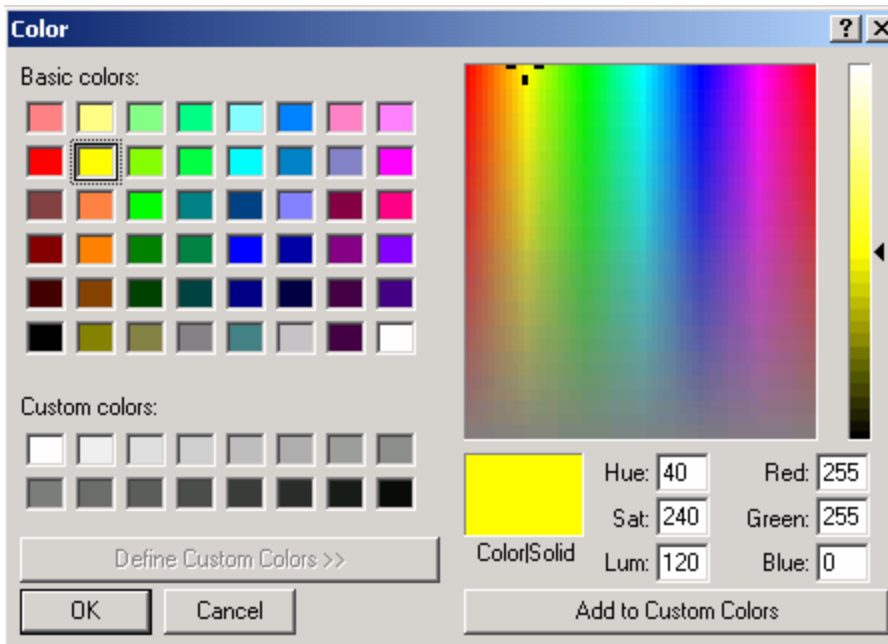 Color
Basic colors:
Custom colors:
Define Custom Colors >>
OK Cancel
Color|Solid
Hue: 40 Red: 255
Sat: 240 Green: 255
Lum: 120 Blue: 0
Add to Custom Colors